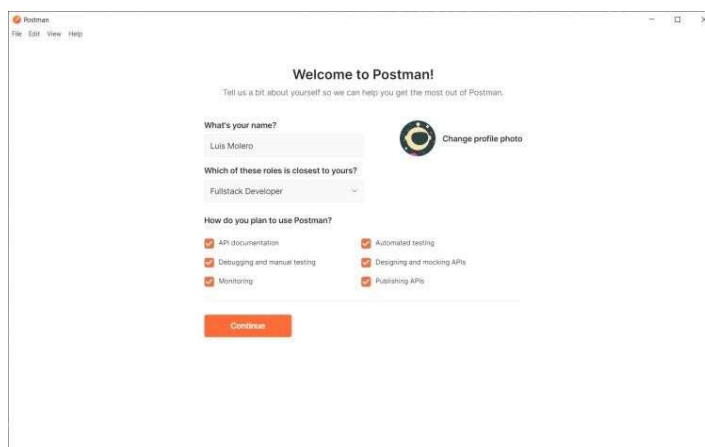 Postman
File Edit View Help
Welcome to Postman!
Tell us a bit about yourself so we can help you get the most out of Postman.
What's your name?
Luis Molero
Change profile photo
Which of these roles is closest to yours?
Fullstack Developer
How do you plan to use Postman?
API documentation Automated testing
Debugging and manual testing Designing and mocking APIs
Monitoring Publishing APIs
Continue